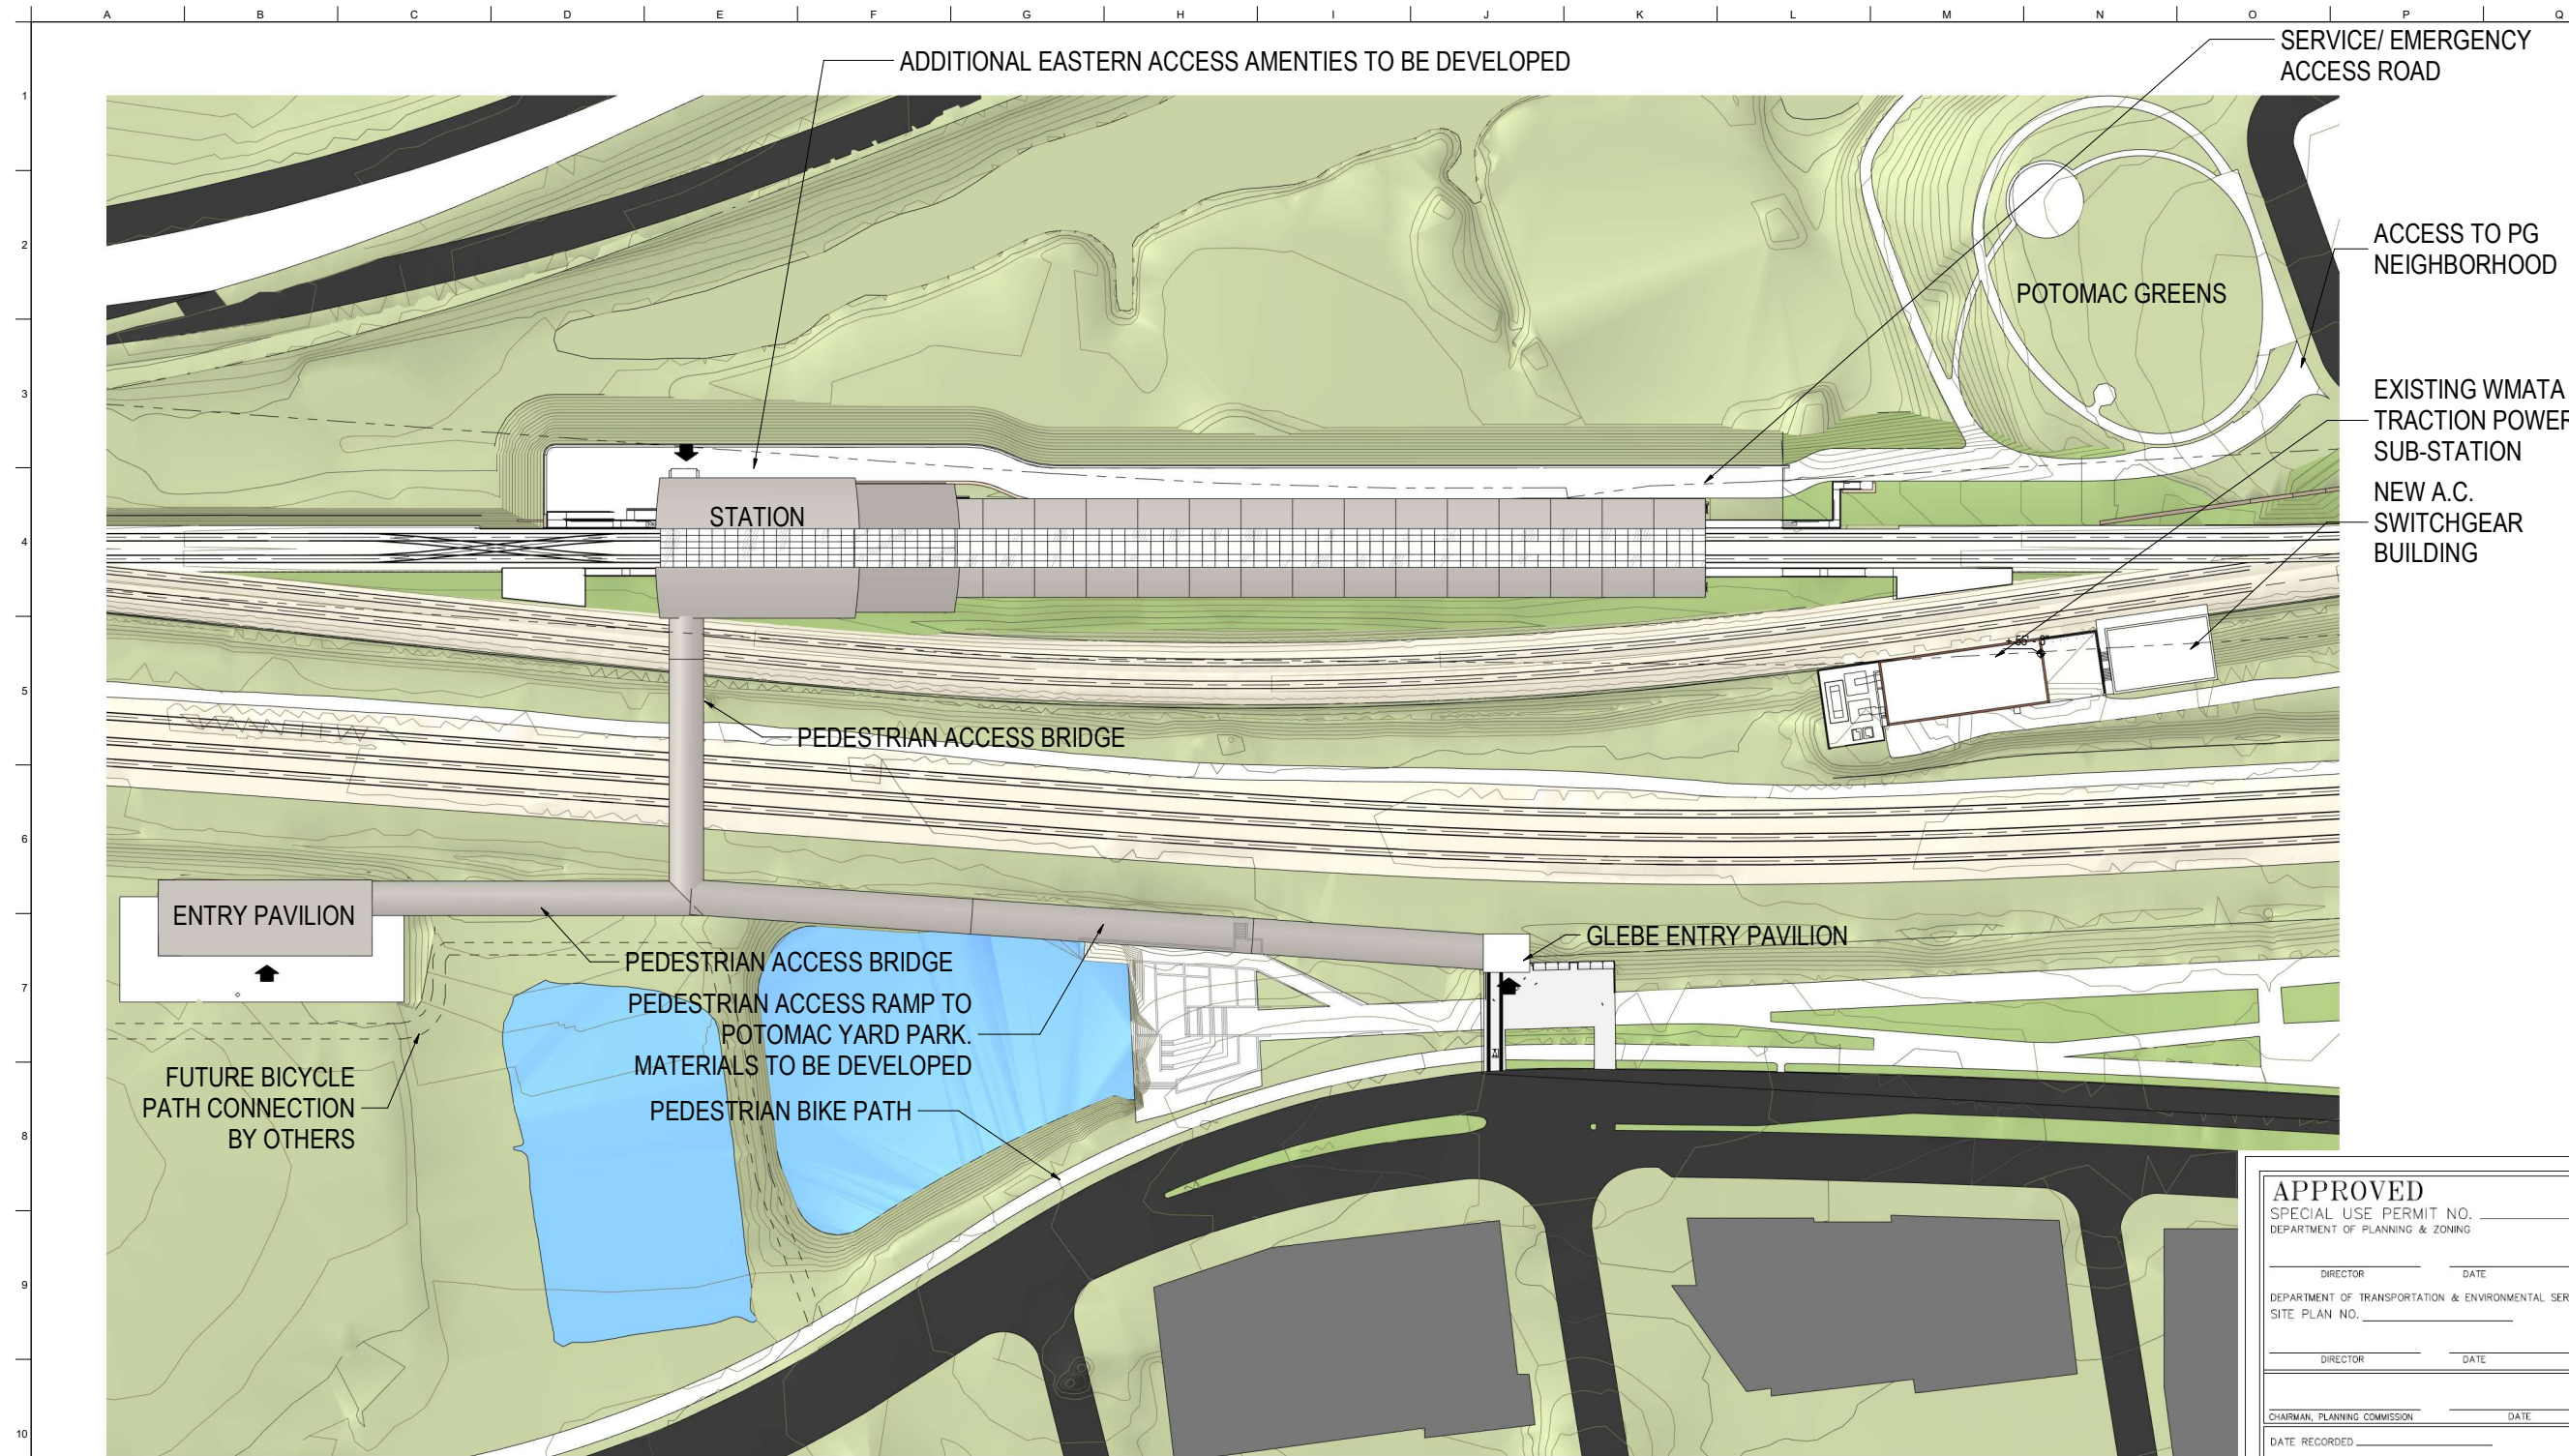 A B C D E F G H I J K L M N O P Q
1
2
3
4
5
6
7
8
9
10
ADDITIONAL EASTERN ACCESS AMENTIES TO BE DEVELOPED
SERVICE/ EMERGENCY
ACCESS ROAD
ACCESS TO PG
NEIGHBORHOOD
POTOMAC GREENS
EXISTING WMATA
TRACTION POWER
SUB-STATION
NEW A.C.
SWITCHGEAR
BUILDING
STATION
PEDESTRIAN ACCESS BRIDGE
ENTRY PAVILION
GLEBE ENTRY PAVILION
PEDESTRIAN ACCESS BRIDGE
PEDESTRIAN ACCESS RAMP TO
POTOMAC YARD PARK.
MATERIALS TO BE DEVELOPED
FUTURE BICYCLE
PATH CONNECTION
BY OTHERS
PEDESTRIAN BIKE PATH
APPROVED
SPECIAL USE PERMIT NO.
DEPARTMENT OF PLANNING & ZONING
DIRECTOR DATE
DEPARTMENT OF TRANSPORTATION & ENVIRONMENTAL SER
SITE PLAN NO.
DIRECTOR DATE
CHAIRMAN, PLANNING COMMISSION DATE
DATE RECORDED